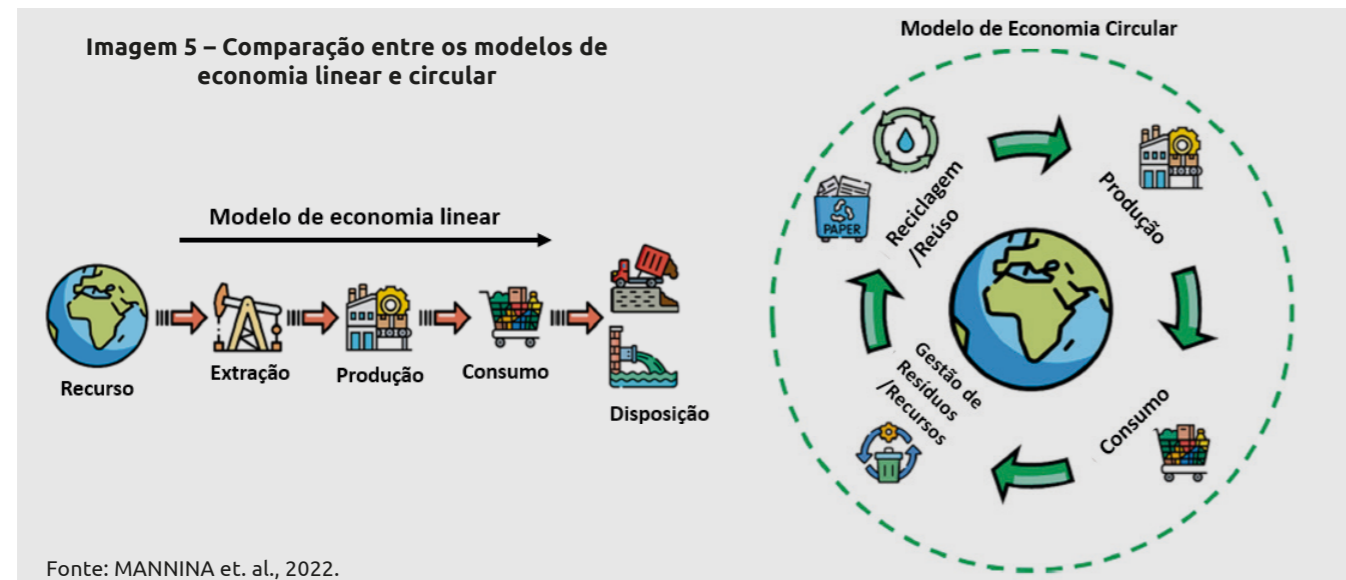 Imagem 5 – Comparação entre os modelos de
economia linear e circular
Modelo de economia linear
Recurso
Extração
Produção
Consumo
Disposição
Modelo de Economia Circular
Reciclagem
/Reúso
PAPER
Produção
Consumo
Gestão de
Resíduos
/Recursos
Fonte: MANNINA et. al., 2022.